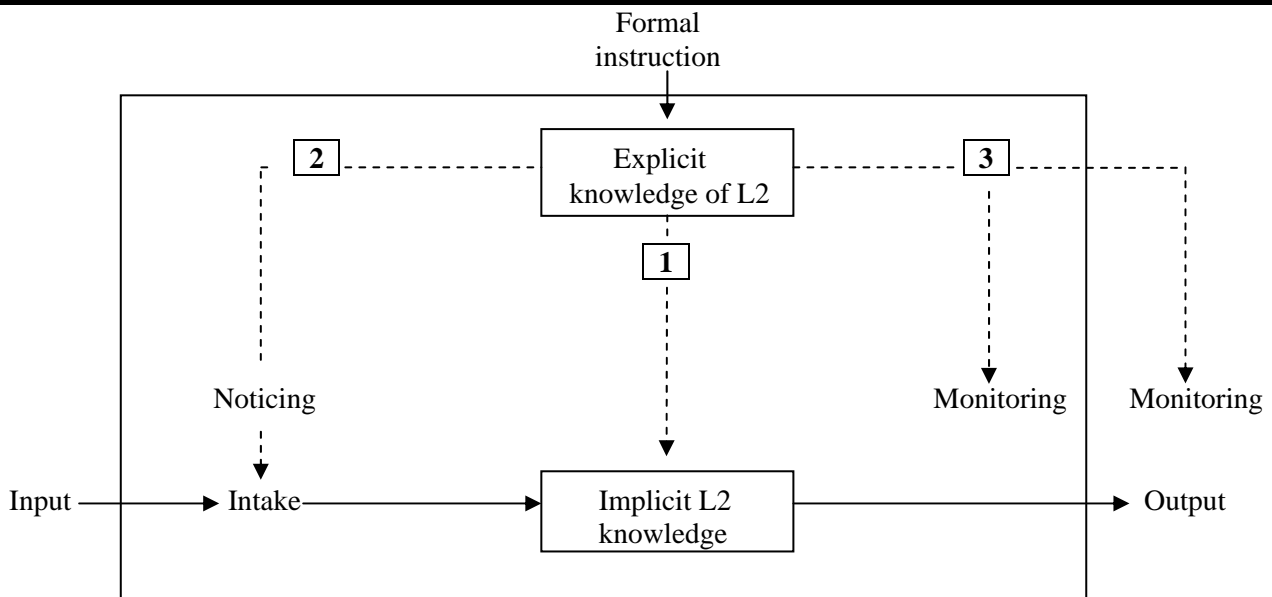 Formal
instruction
2
Explicit
knowledge of L2
3
1
Noticing
Monitoring
Monitoring
Input
Intake
Implicit L2
knowledge
Output